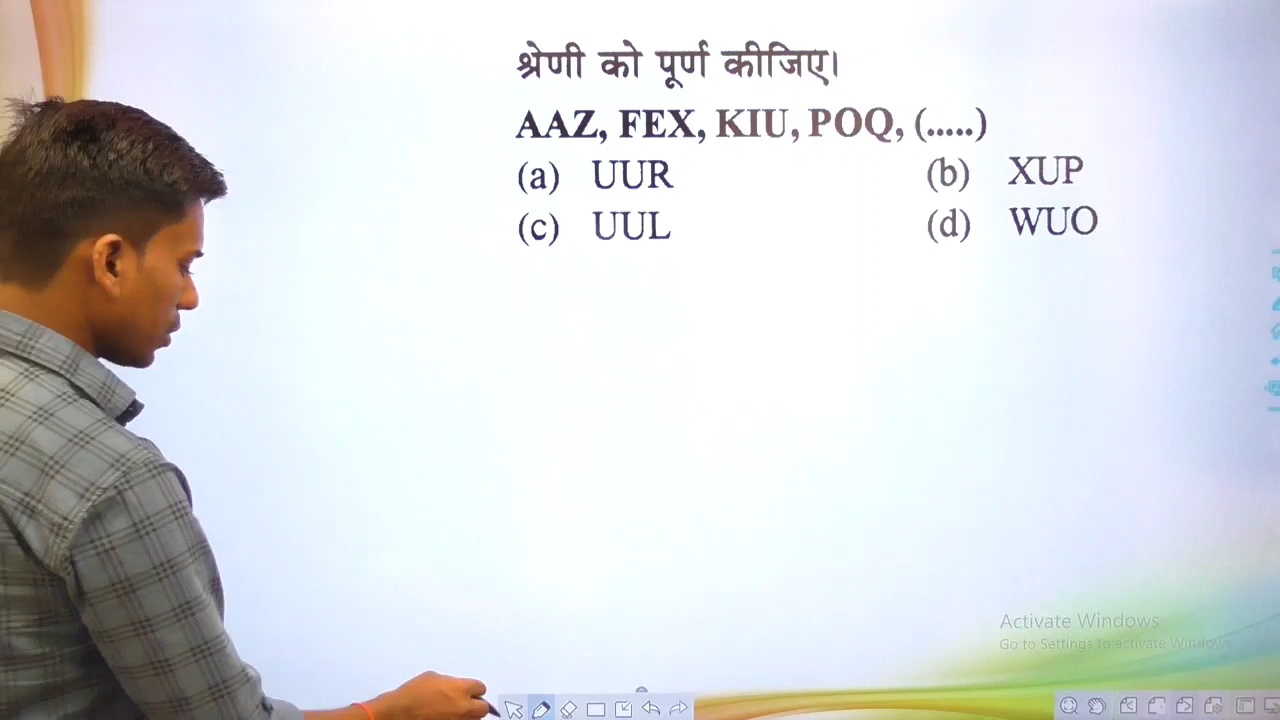 श्रेणी को पूर्ण कीजिए।
AAZ, FEX, KIU, POQ, (.....)
(a) UUR (b) XUP
(c) UUL (d) WUO
Activate Windows
Go to Settings to activate Windows.